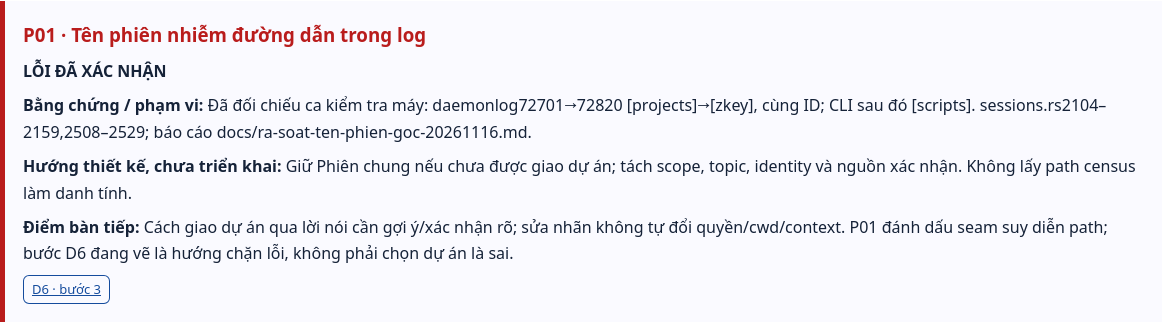 P01 · Tên phiên nhiễm đường dẫn trong log
LỖI ĐÃ XÁC NHẬN
Bằng chứng / phạm vi: Đã đối chiếu ca kiểm tra máy: daemonlog72701→72820 [projects]→[zkey], cùng ID; CLI sau đó [scripts]. sessions.rs2104–
2159,2508–2529; báo cáo docs/ra-soat-ten-phien-goc-20261116.md.
Hướng thiết kế, chưa triển khai: Giữ Phiên chung nếu chưa được giao dự án; tách scope, topic, identity và nguồn xác nhận. Không lấy path census
làm danh tính.
Điểm bàn tiếp: Cách giao dự án qua lời nói cần gợi ý/xác nhận rõ; sửa nhãn không tự đổi quyền/cwd/context. P01 đánh dấu seam suy diễn path;
bước D6 đang vẽ là hướng chặn lỗi, không phải chọn dự án là sai.
D6 · bước 3